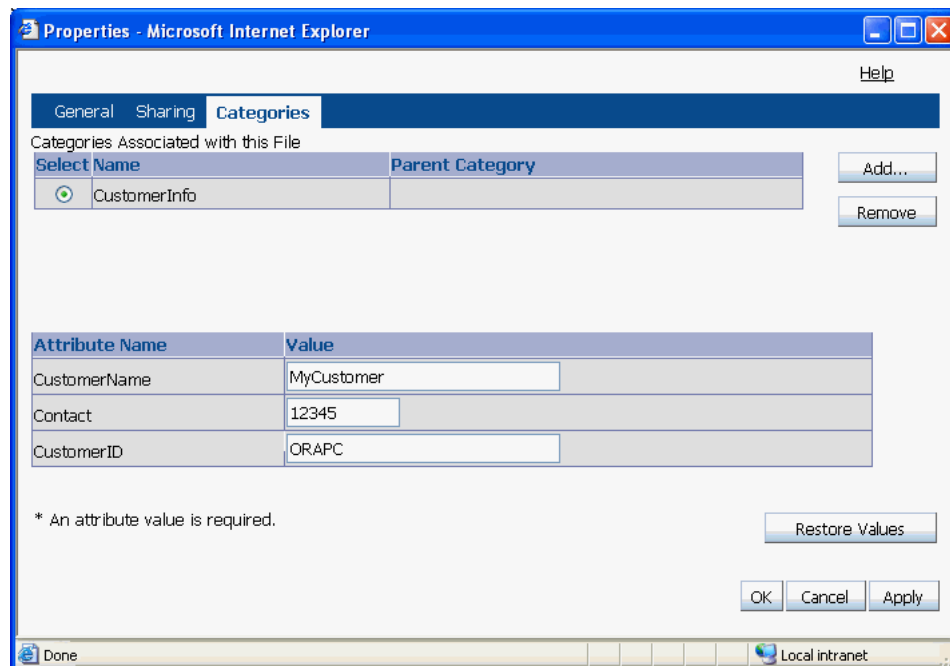 Properties - Microsoft Internet Explorer
Help
General Sharing Categories
Categories Associated with this File
Select Name Parent Category
Add...
CustomerInfo
Remove
Attribute Name Value
CustomerName MyCustomer
Contact 12345
CustomerID ORAPC
* An attribute value is required.
Restore Values
OK Cancel Apply
Done Local intranet